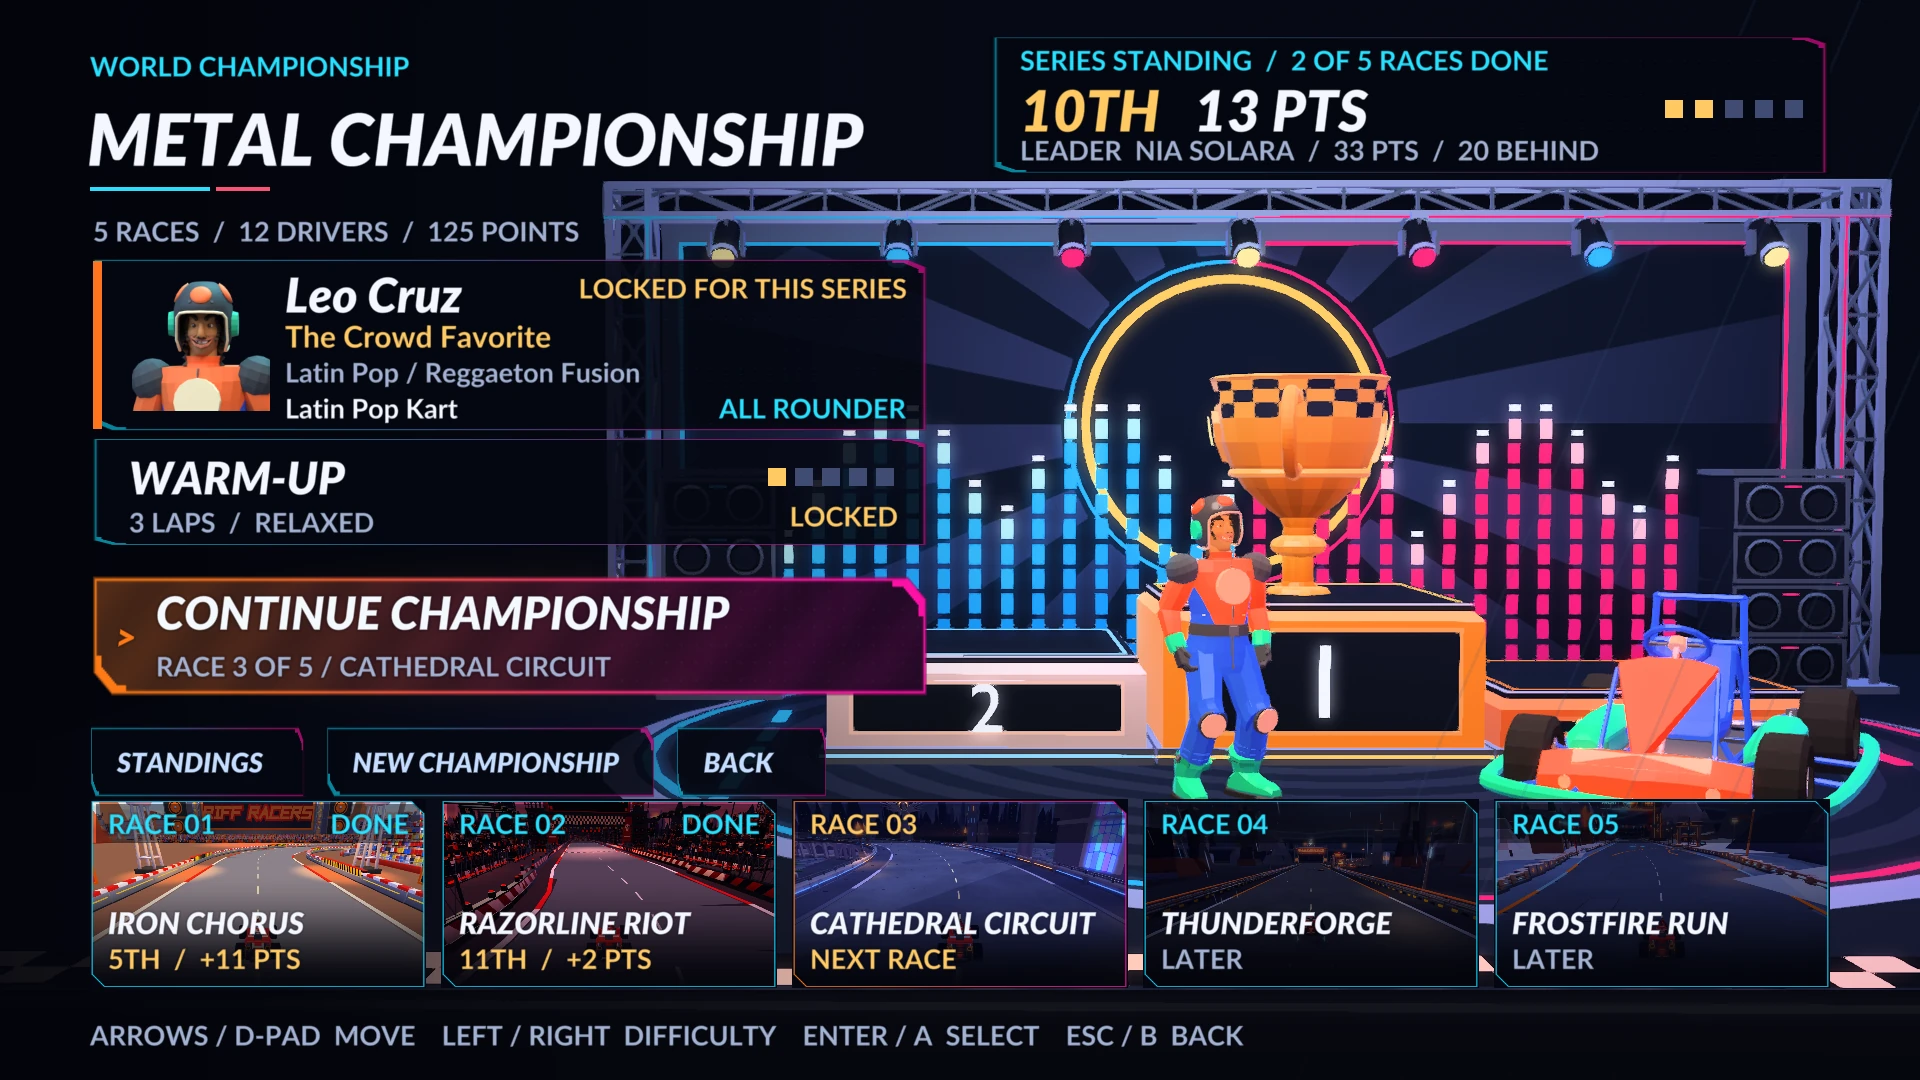 WORLD CHAMPIONSHIP
METAL CHAMPIONSHIP
SERIES STANDING / 2 OF 5 RACES DONE
10TH 13 PTS
LEADER NIA SOLARA / 33 PTS / 20 BEHIND
5 RACES / 12 DRIVERS / 125 POINTS
Leo Cruz
LOCKED FOR THIS SERIES
The Crowd Favorite
Latin Pop / Reggaeton Fusion
Latin Pop Kart
ALL ROUNDER
WARM-UP
3 LAPS / RELAXED
LOCKED
> CONTINUE CHAMPIONSHIP
RACE 3 OF 5 / CATHEDRAL CIRCUIT
2
1
STANDINGS
NEW CHAMPIONSHIP
BACK
RIFF RACERS
RACE 01 DONE
IRON CHORUS
5TH / +11 PTS
RACE 02 DONE
RAZORLINE RIOT
11TH / +2 PTS
RACE 03
CATHEDRAL CIRCUIT
NEXT RACE
RACE 04
THUNDERFORGE
LATER
RACE 05
FROSTFIRE RUN
LATER
ARROWS / D-PAD MOVE LEFT / RIGHT DIFFICULTY ENTER / A SELECT ESC / B BACK